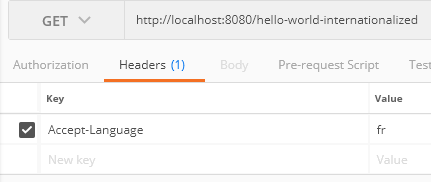 GET http://localhost:8080/hello-world-internationalized
Authorization Headers (1) Body Pre-request Script
Key Value
Accept-Language fr
New key Value